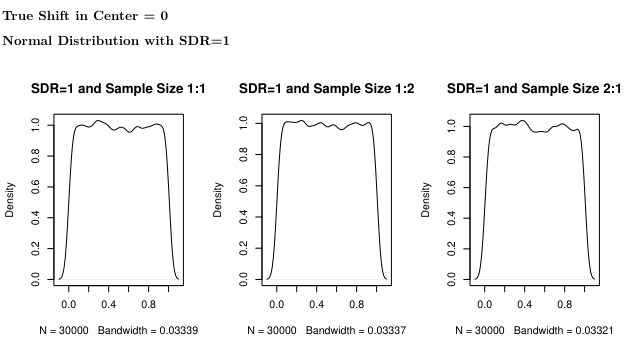 True Shift in Center = 0
Normal Distribution with SDR=1
SDR=1 and Sample Size 1:1
SDR=1 and Sample Size 1:2
SDR=1 and Sample Size 2:1
Density
0.0 0.2 0.4 0.6 0.8 1.0
0.0 0.4 0.8
N = 30000 Bandwidth = 0.03339
Density
0.0 0.2 0.4 0.6 0.8 1.0
0.0 0.4 0.8
N = 30000 Bandwidth = 0.03337
Density
0.0 0.2 0.4 0.6 0.8 1.0
0.0 0.4 0.8
N = 30000 Bandwidth = 0.03321